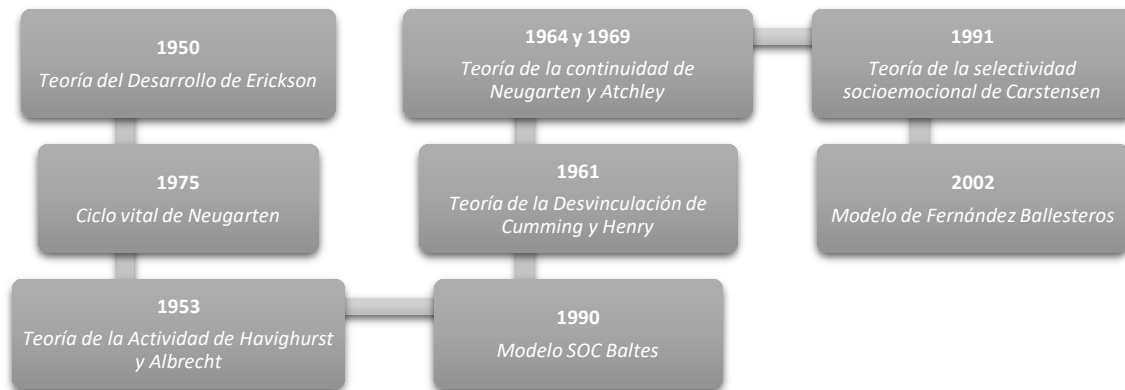 1950
Teoría del Desarrollo de Erickson
1975
Ciclo vital de Neugarten
1953
Teoría de la Actividad de Havighurst
y Albrecht
1990
Modelo SOC Baltes
1961
Teoría de la Desvinculación de
Cumming y Henry
1964 y 1969
Teoría de la continuidad de
Neugarten y Atchley
1991
Teoría de la selectividad
socioemocional de Carstensen
2002
Modelo de Fernández Ballesteros